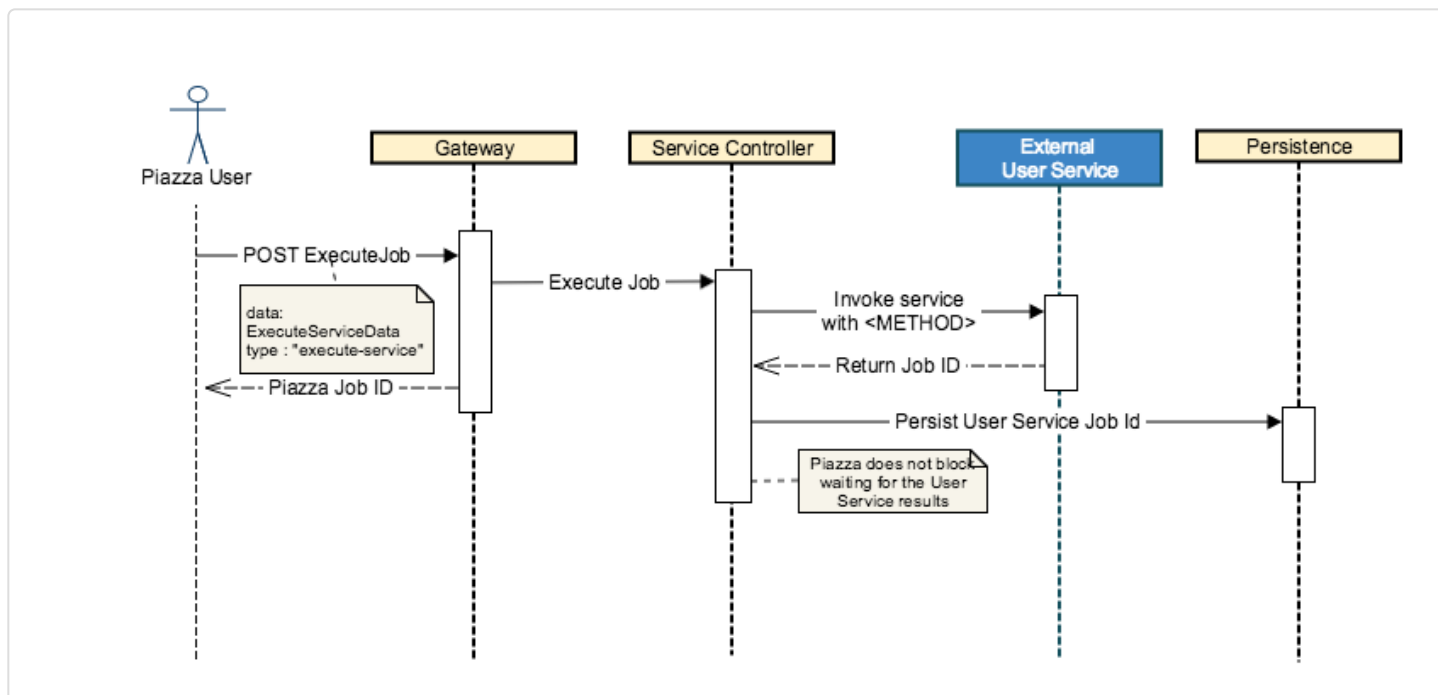 Piazza User
Gateway
Service Controller
External
User Service
Persistence
POST ExecuteJob
data:
ExecuteServiceData
type : "execute-service"
Execute Job
Invoke service
with <METHOD>
Return Job ID
Piazza Job ID
Persist User Service Job Id
Piazza does not block
waiting for the User
Service results